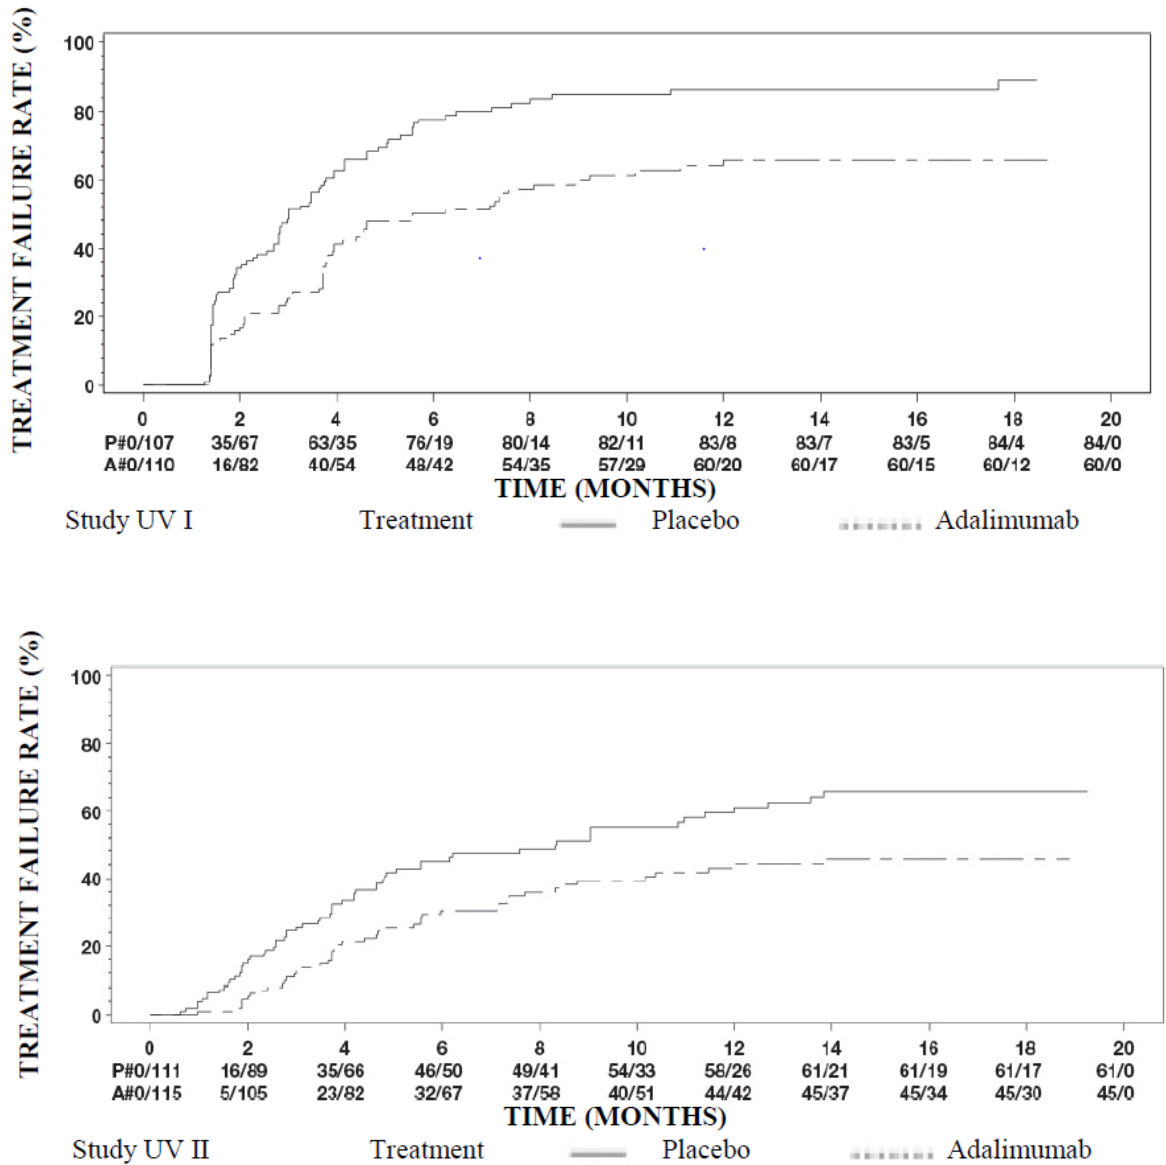 TREATMENT FAILURE RATE (%)
100
80
60
40
20
0
0 2 4 6 8 10 12 14 16 18 20
P#0/107 35/67 63/35 76/19 80/14 82/11 83/8 83/7 83/5 84/4 84/0
A#0/110 16/82 40/54 48/42 54/35 57/29 60/20 60/17 60/15 60/12 60/0
TIME (MONTHS)
Study UV I Treatment Placebo Adalimumab
TREATMENT FAILURE RATE (%)
100
80
60
40
20
0
0 2 4 6 8 10 12 14 16 18 20
P#0/111 16/89 35/66 46/50 49/41 54/33 58/26 61/21 61/19 61/17 61/0
A#0/115 5/105 23/82 32/67 37/58 40/51 44/42 45/37 45/34 45/30 45/0
TIME (MONTHS)
Study UV II Treatment Placebo Adalimumab